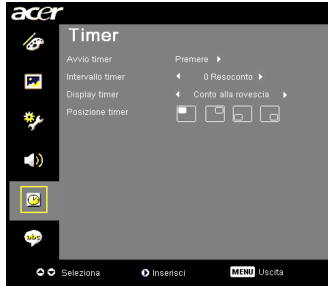 acer
Timer
Avvio timer Premere
Intervallo timer 0 Resoconto
Display timer Conto alla rovescia
Posizione timer
abc
Seleziona Inserisci MENU Uscita